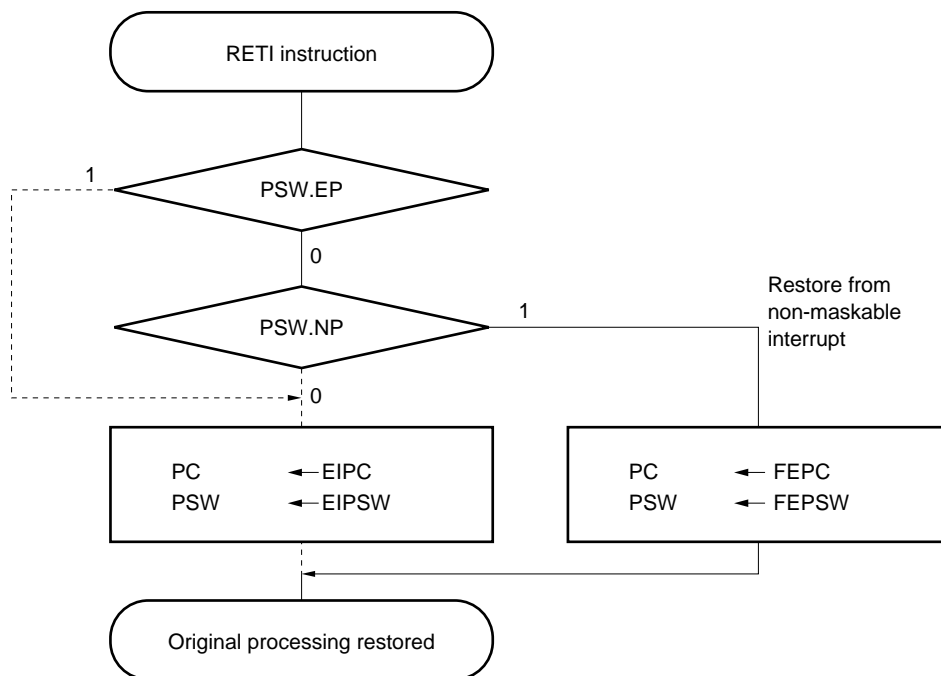 RETI instruction
1
PSW.EP
0
Restore from
non-maskable
interrupt
1
PSW.NP
0
PC ← EIPC
PSW ← EIPSW
PC ← FEPC
PSW ← FEPSW
Original processing restored